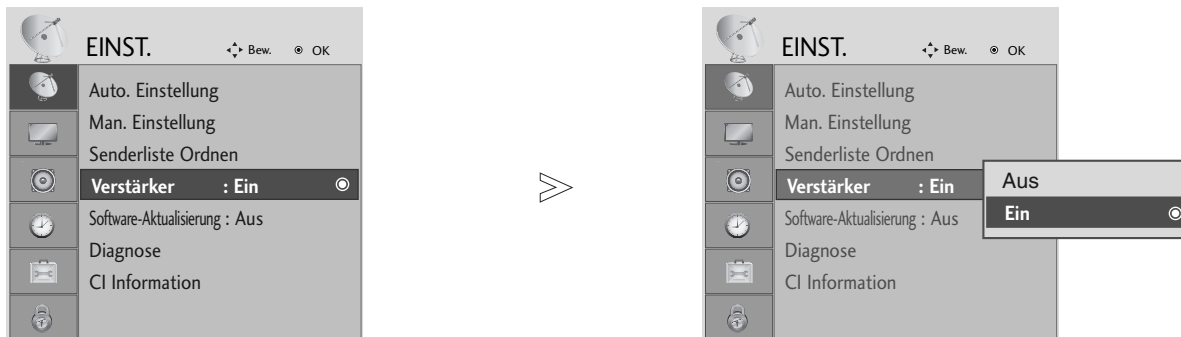 EINST. Bew. OK
Auto. Einstellung
Man. Einstellung
Senderliste Ordnen
Verstärker : Ein
Software-Aktualisierung : Aus
Diagnose
CI Information
EINST. Bew. OK
Auto. Einstellung
Man. Einstellung
Senderliste Ordnen
Verstärker : Ein
Software-Aktualisierung : Aus
Diagnose
CI Information
Aus
Ein